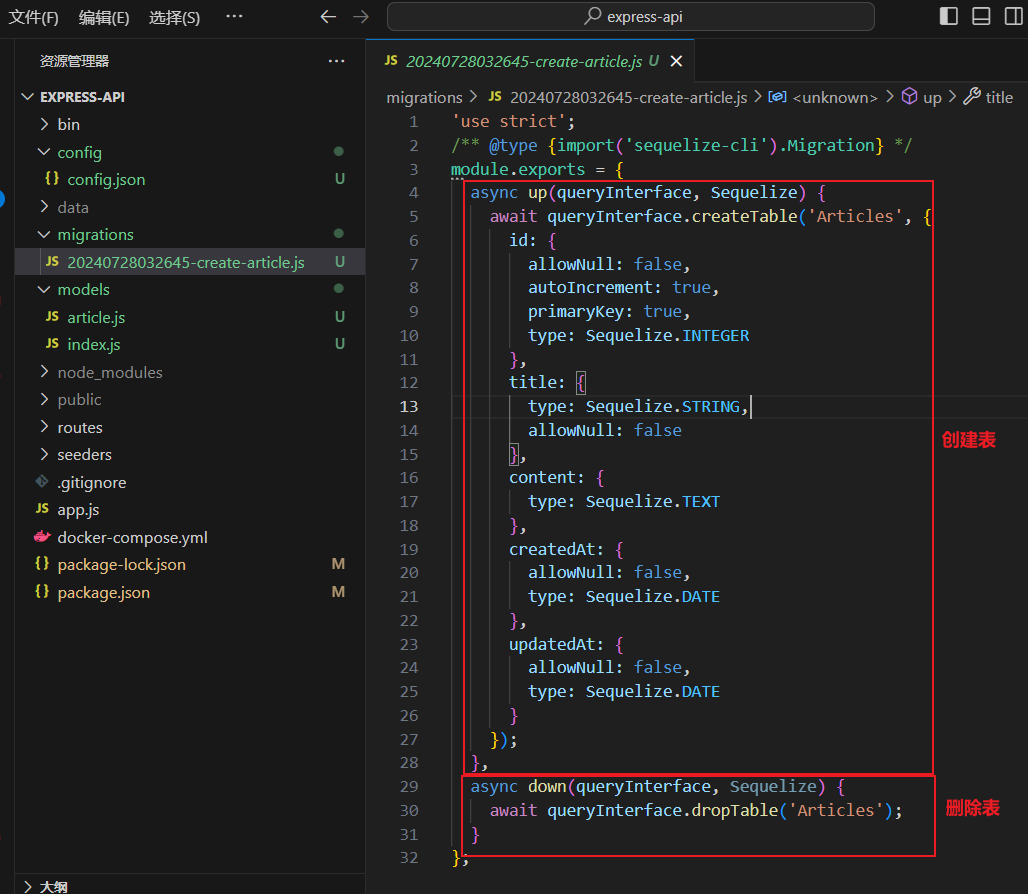 文件(F) 编辑(E) 选择(S) ··· express-api
资源管理器 ···
EXPRESS-API
bin
config
{} config.json U
data
migrations
JS 20240728032645-create-article.js U
models
JS article.js U
JS index.js U
node_modules
public
routes
seeders
.gitignore
JS app.js
docker-compose.yml
{} package-lock.json M
{} package.json M
大纲
JS 20240728032645-create-article.js U
migrations > JS 20240728032645-create-article.js > <unknown> > up > title
1 'use strict';
2 /** @type {import('sequelize-cli').Migration} */
3 module.exports = {
4 async up(queryInterface, Sequelize) {
5 await queryInterface.createTable('Articles', {
6 id: {
7 allowNull: false,
8 autoIncrement: true,
9 primaryKey: true,
10 type: Sequelize.INTEGER
11 },
12 title: {
13 type: Sequelize.STRING,
14 allowNull: false
15 },
16 content: {
17 type: Sequelize.TEXT
18 },
19 createdAt: {
20 allowNull: false,
21 type: Sequelize.DATE
22 },
23 updatedAt: {
24 allowNull: false,
25 type: Sequelize.DATE
26 }
27 });
28 },
29 async down(queryInterface, Sequelize) {
30 await queryInterface.dropTable('Articles');
31 }
32 };
创建表
删除表